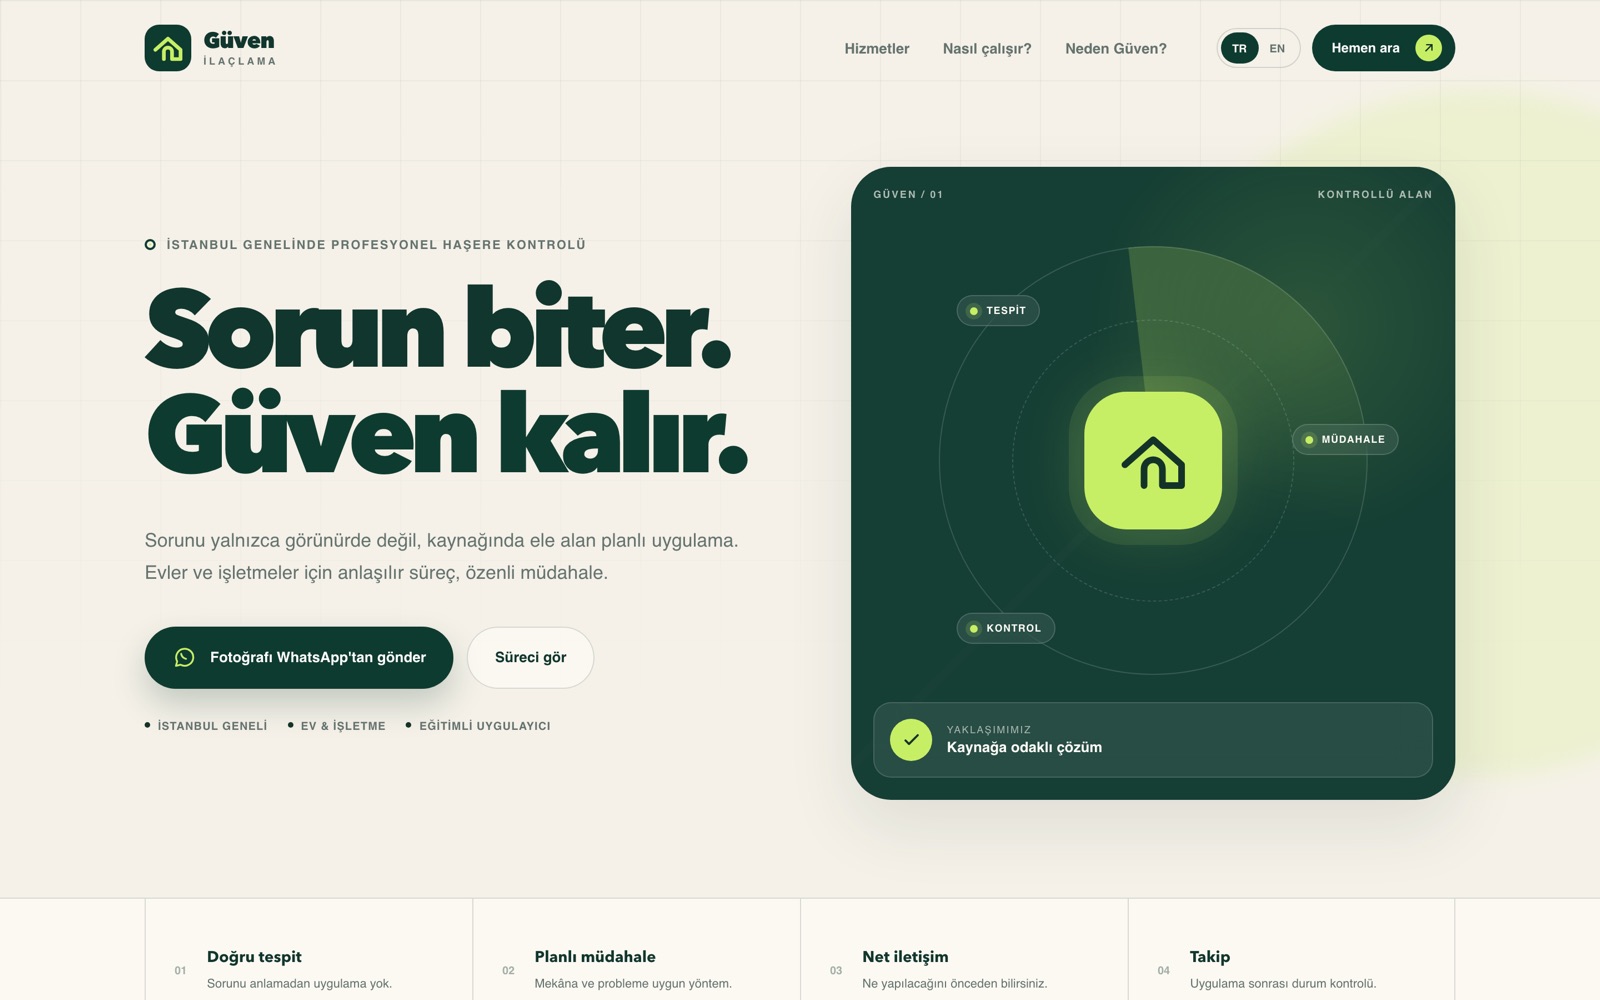 Güven
İLAÇLAMA
Hizmetler
Nasıl çalışır?
Neden Güven?
TR
EN
Hemen ara
İSTANBUL GENELİNDE PROFESYONEL HAŞERE KONTROLÜ
Sorun biter.
Güven kalır.
Sorunu yalnızca görünürde değil, kaynağında ele alan planlı uygulama.
Evler ve işletmeler için anlaşılır süreç, özenli müdahale.
Fotoğrafı WhatsApp'tan gönder
Süreci gör
İSTANBUL GENELİ
EV & İŞLETME
EĞİTİMLİ UYGULAYICI
GÜVEN / 01
KONTROLLÜ ALAN
TESPİT
MÜDAHALE
KONTROL
YAKLAŞIMIMIZ
Kaynağa odaklı çözüm
01
Doğru tespit
Sorunu anlamadan uygulama yok.
02
Planlı müdahale
Mekâna ve probleme uygun yöntem.
03
Net iletişim
Ne yapılacağını önceden bilirsiniz.
04
Takip
Uygulama sonrası durum kontrolü.